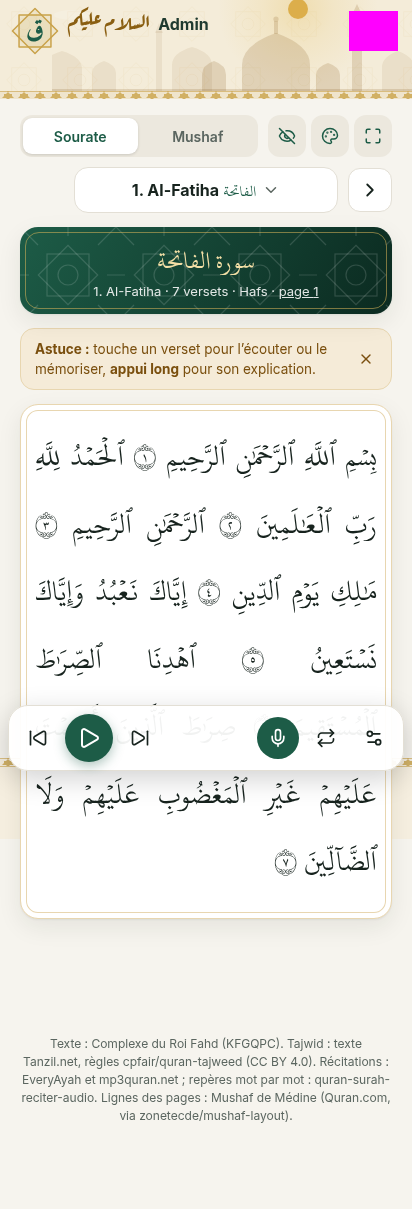 ق السلام عليكم Admin
Sourate Mushaf
1. Al-Fatiha الفاتحة
سورة الفاتحة
1. Al-Fatiha · 7 versets · Hafs · page 1
Astuce : touche un verset pour l’écouter ou le
mémoriser, appui long pour son explication.
بِسْمِ ٱللَّهِ ٱلرَّحْمَٰنِ ٱلرَّحِيمِ ١ ٱلْحَمْدُ لِلَّهِ
رَبِّ ٱلْعَٰلَمِينَ ٢ ٱلرَّحْمَٰنِ ٱلرَّحِيمِ ٣
مَٰلِكِ يَوْمِ ٱلدِّينِ ٤ إِيَّاكَ نَعْبُدُ وَإِيَّاكَ
نَسْتَعِينُ ٥ ٱهْدِنَا ٱلصِّرَٰطَ
عَلَيْهِمْ غَيْرِ ٱلْمَغْضُوبِ عَلَيْهِمْ وَلَا
ٱلضَّآلِّينَ ٧
Texte : Complexe du Roi Fahd (KFGQPC). Tajwid : texte
Tanzil.net, règles cpfair/quran-tajweed (CC BY 4.0). Récitations :
EveryAyah et mp3quran.net ; repères mot par mot : quran-surah-
reciter-audio. Lignes des pages : Mushaf de Médine (Quran.com,
via zonetecde/mushaf-layout).